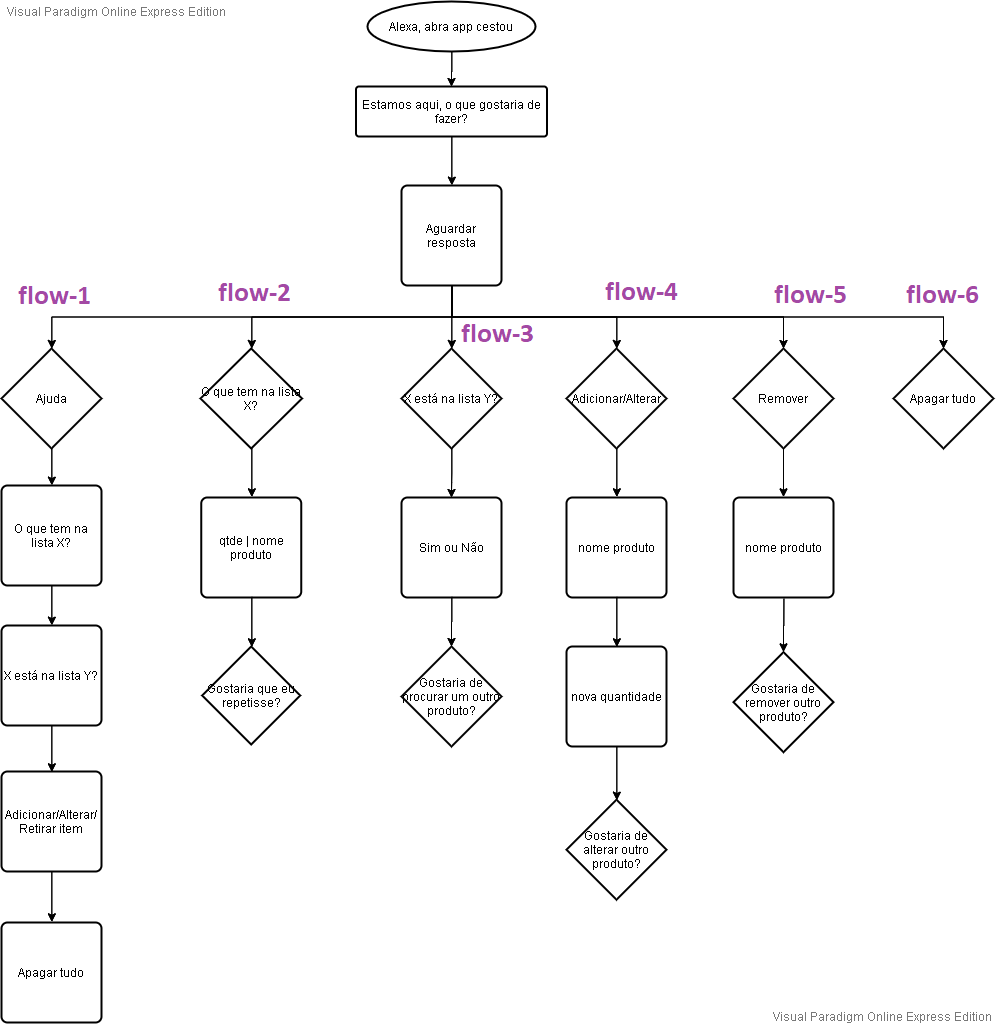 Visual Paradigm Online Express Edition
Alexa, abra app cestou
Estamos aqui, o que gostaria de
fazer?
Aguardar
resposta
flow-1
flow-2
flow-3
flow-4
flow-5
flow-6
Ajuda
O que tem na lista
X?
X está na lista Y?
Adicionar/Alterar
Remover
Apagar tudo
O que tem na
lista X?
qtde | nome
produto
Sim ou Não
nome produto
nome produto
X está na lista Y?
Gostaria que eu
repetisse?
Gostaria de
procurar um outro
produto?
nova quantidade
Gostaria de
remover outro
produto?
Adicionar/Alterar/
Retirar item
Gostaria de
alterar outro
produto?
Apagar tudo
Visual Paradigm Online Express Edition